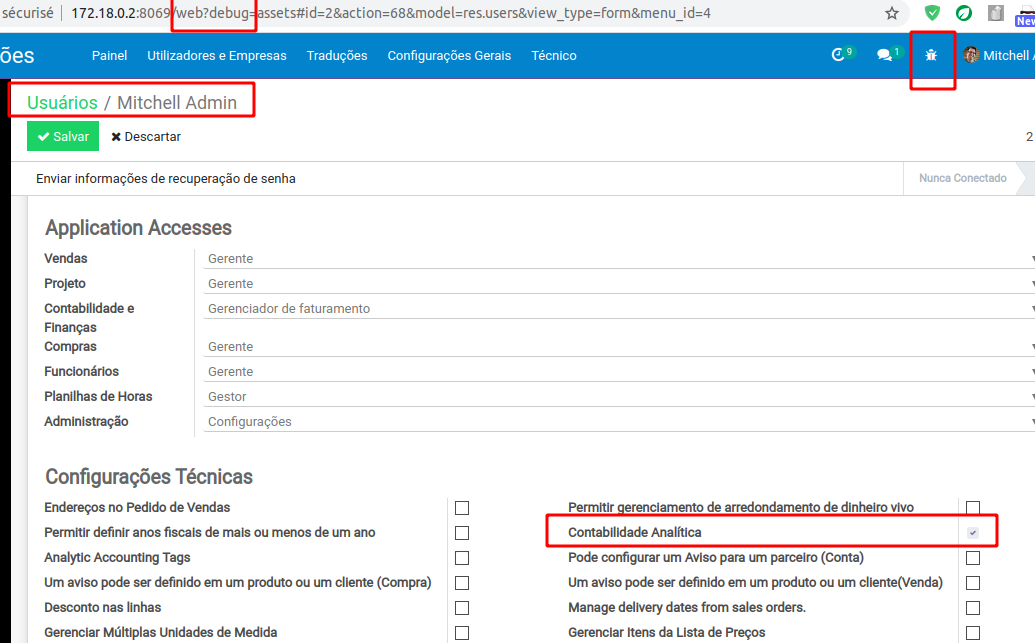 sécurisé | 172.18.0.2:8069/web?debug=assets#id=2&action=68&model=res.users&view_type=form&menu_id=4
New
ões Painel Utilizadores e Empresas Traduções Configurações Gerais Técnico 9 1 Mitchell A
Usuários / Mitchell Admin
Salvar Descartar 2
Enviar informações de recuperação de senha Nunca Conectado
Application Accesses
Vendas Gerente
Projeto Gerente
Contabilidade e Gerenciador de faturamento
Finanças
Compras Gerente
Funcionários Gerente
Planilhas de Horas Gestor
Administração Configurações
Configurações Técnicas
Endereços no Pedido de Vendas Permitir gerenciamento de arredondamento de dinheiro vivo
Permitir definir anos fiscais de mais ou menos de um ano Contabilidade Analítica
Analytic Accounting Tags Pode configurar um Aviso para um parceiro (Conta)
Um aviso pode ser definido em um produto ou um cliente (Compra) Um aviso pode ser definido em um produto ou um cliente(Venda)
Desconto nas linhas Manage delivery dates from sales orders.
Gerenciar Múltiplas Unidades de Medida Gerenciar Itens da Lista de Preços